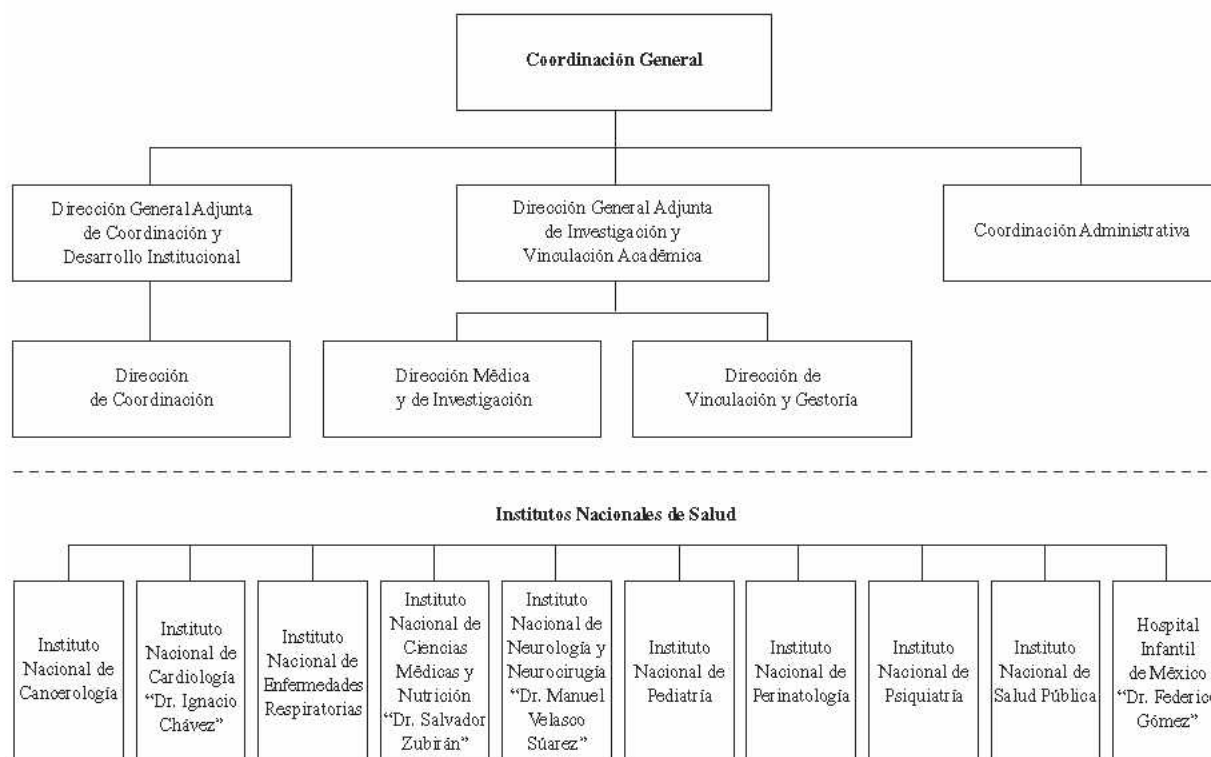 Coordinación General
Dirección General Adjunta
de Coordinación y
Desarrollo Institucional
Dirección General Adjunta
de Investigación y
Vinculación Académica
Coordinación Administrativa
Dirección
de Coordinación
Dirección Médica
y de Investigación
Dirección de
Vinculación y Gestoría
Institutos Nacionales de Salud
Instituto
Nacional de
Cancerología
Instituto
Nacional de
Cardiología
“Dr. Ignacio
Chávez”
Instituto
Nacional de
Enfermedades
Respiratorias
Instituto
Nacional de
Ciencias
Médicas y
Nutrición
“Dr. Salvador
Zubirán”
Instituto
Nacional de
Neurología y
Neurocirugía
“Dr. Manuel
Velasco
Súarez”
Instituto
Nacional de
Pediatría
Instituto
Nacional de
Perinatología
Instituto
Nacional de
Psiquiatría
Instituto
Nacional de
Salud Pública
Hospital
Infantil
de México
“Dr. Federico
Gómez”